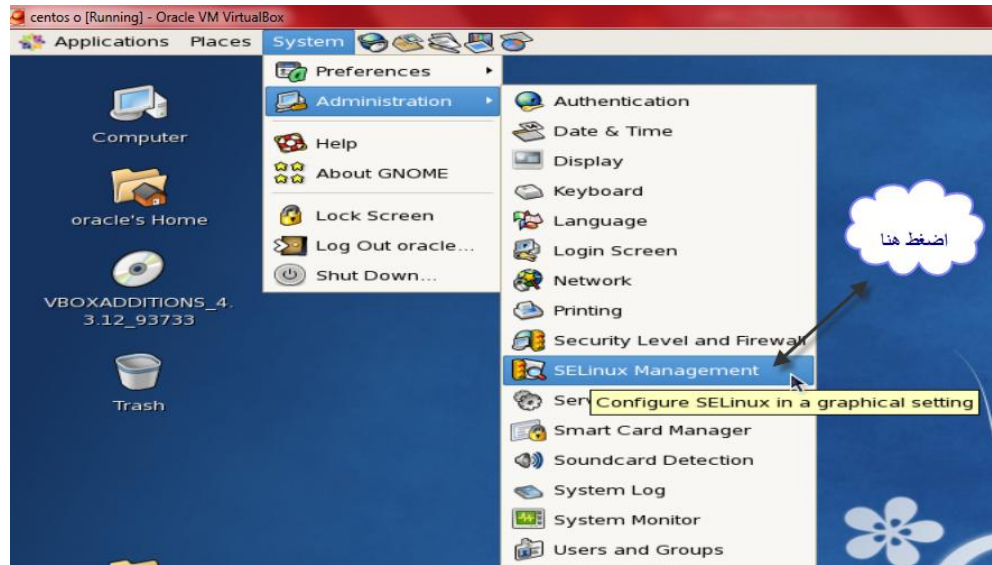 centos o [Running] - Oracle VM VirtualBox
Applications Places System
Preferences
Administration
Help
About GNOME
Lock Screen
Log Out oracle...
Shut Down...
Computer
oracle's Home
VBOXADDITIONS_4.
3.12_93733
Trash
Authentication
Date & Time
Display
Keyboard
Language
Login Screen
Network
Printing
Security Level and Firewall
SELinux Management
Configure SELinux in a graphical setting
Smart Card Manager
Soundcard Detection
System Log
System Monitor
Users and Groups
اضغط هنا